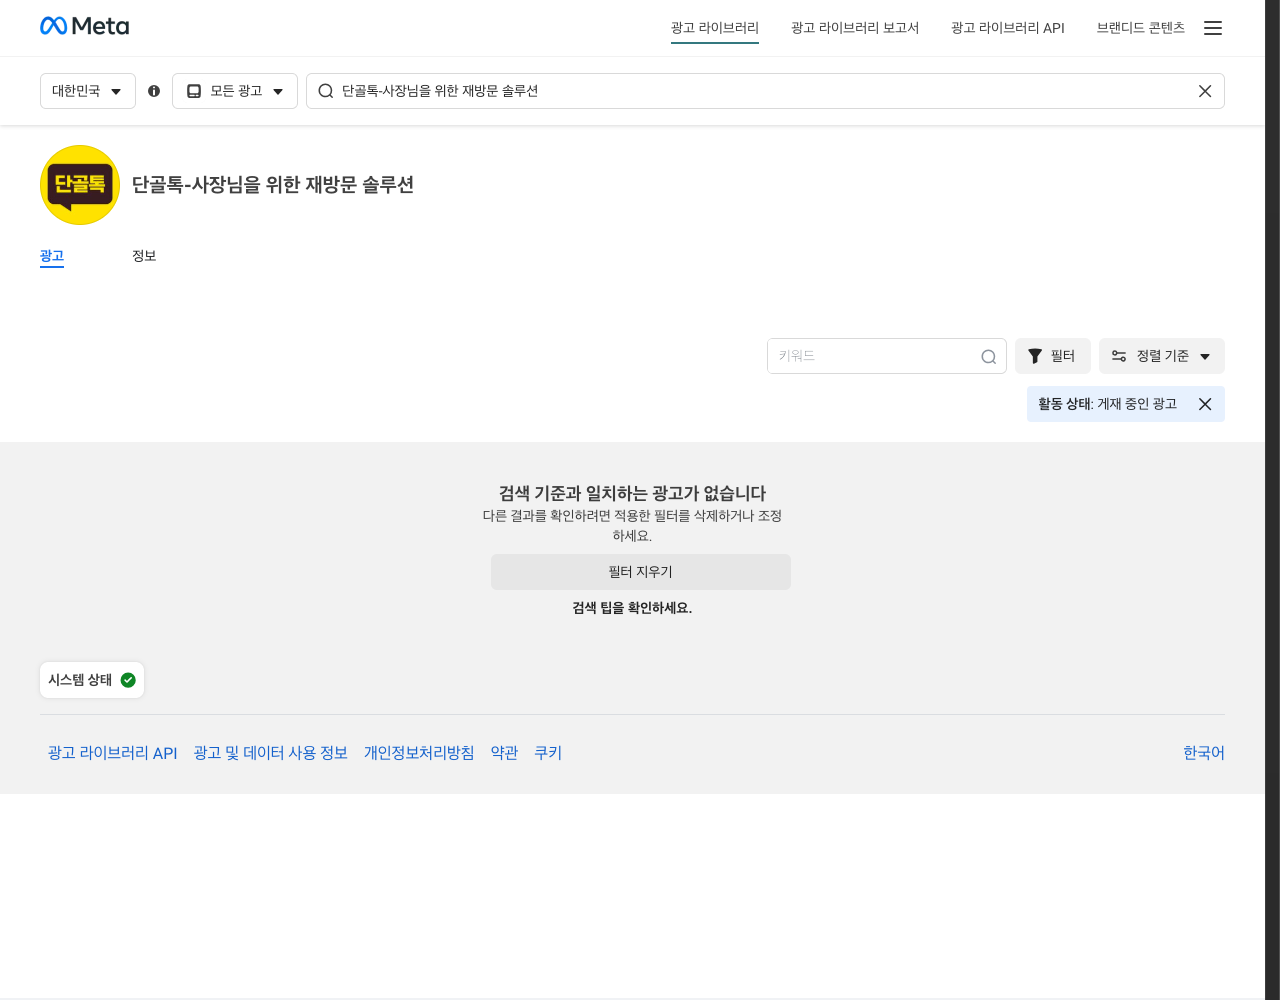 Meta
광고 라이브러리
광고 라이브러리 보고서
광고 라이브러리 API
브랜디드 콘텐츠
대한민국
모든 광고
단골톡-사장님을 위한 재방문 솔루션
단골톡
단골톡-사장님을 위한 재방문 솔루션
광고
정보
키워드
필터
정렬 기준
활동 상태: 게재 중인 광고
검색 기준과 일치하는 광고가 없습니다
다른 결과를 확인하려면 적용한 필터를 삭제하거나 조정
하세요.
필터 지우기
검색 팁을 확인하세요.
시스템 상태
광고 라이브러리 API
광고 및 데이터 사용 정보
개인정보처리방침
약관
쿠키
한국어